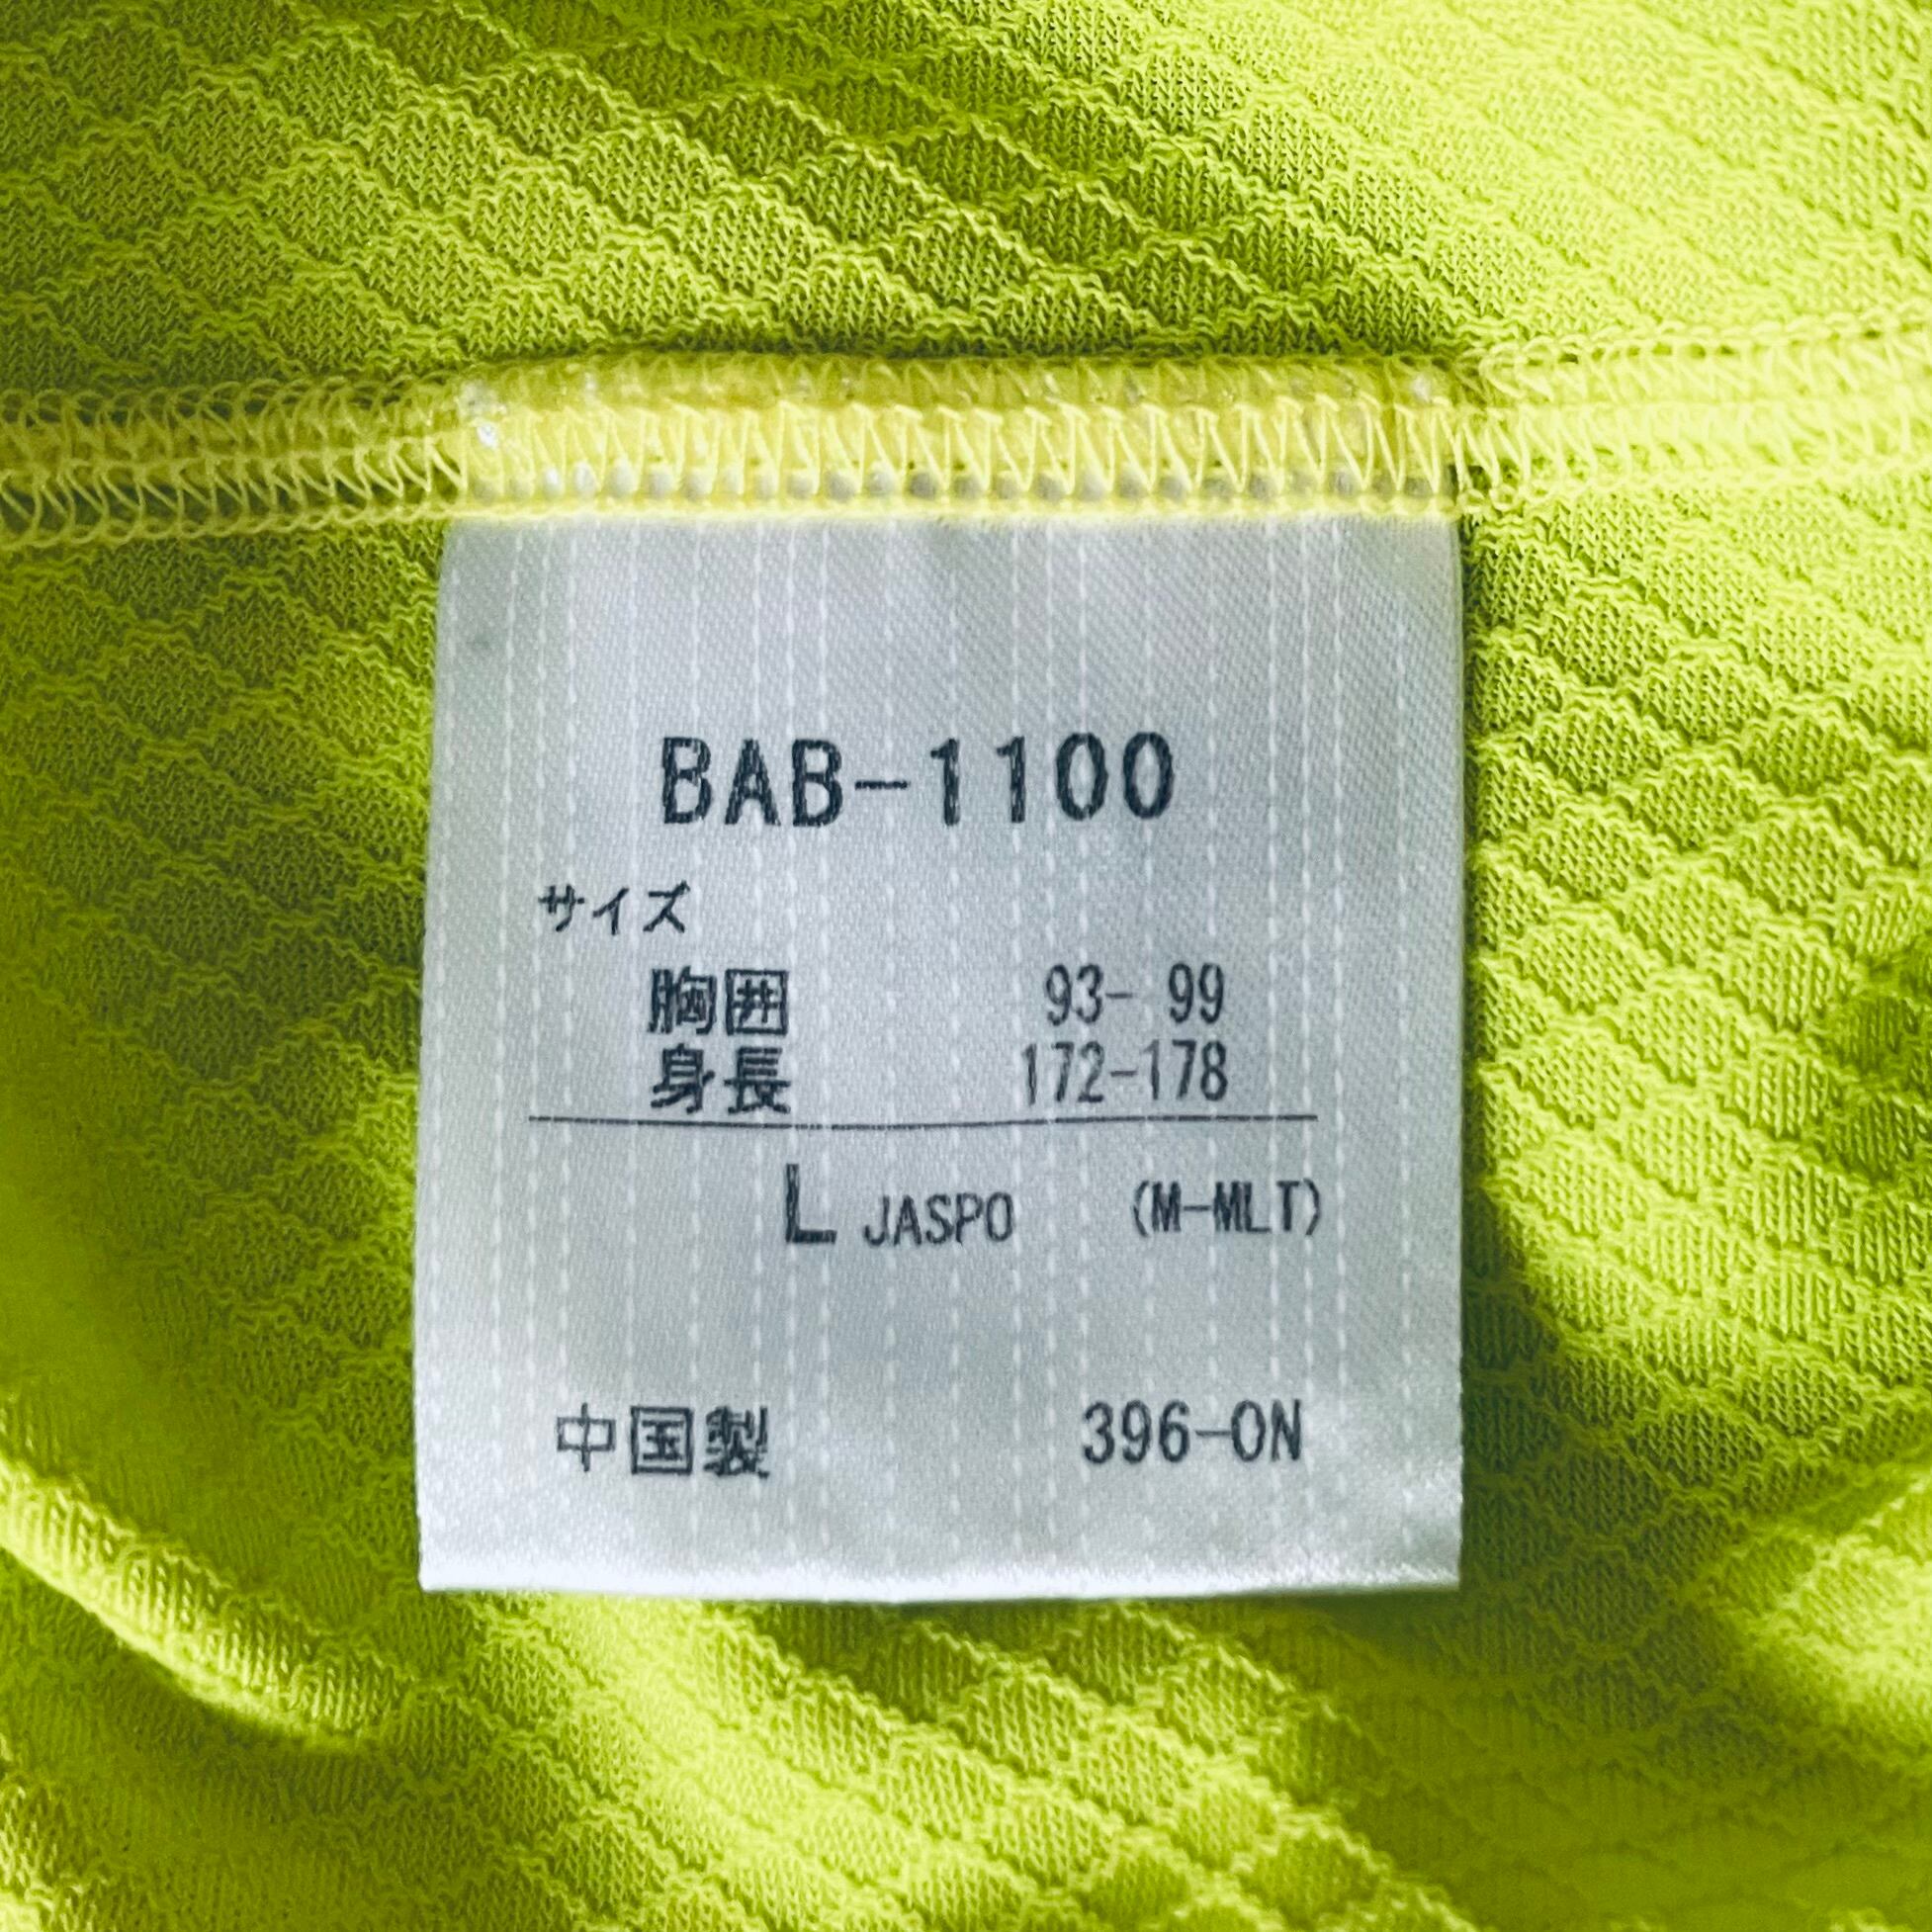 BAB-1100
サイズ
胸囲 93- 99
身長 172-178
L JASPO (M-MLT)
中国製 396-ON